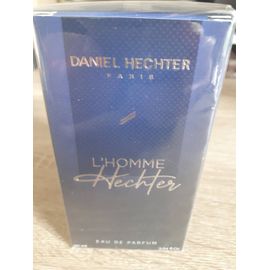 DANIEL HECHTER
PARIS
L'HOMME
Hechter
EAU DE PARFUM